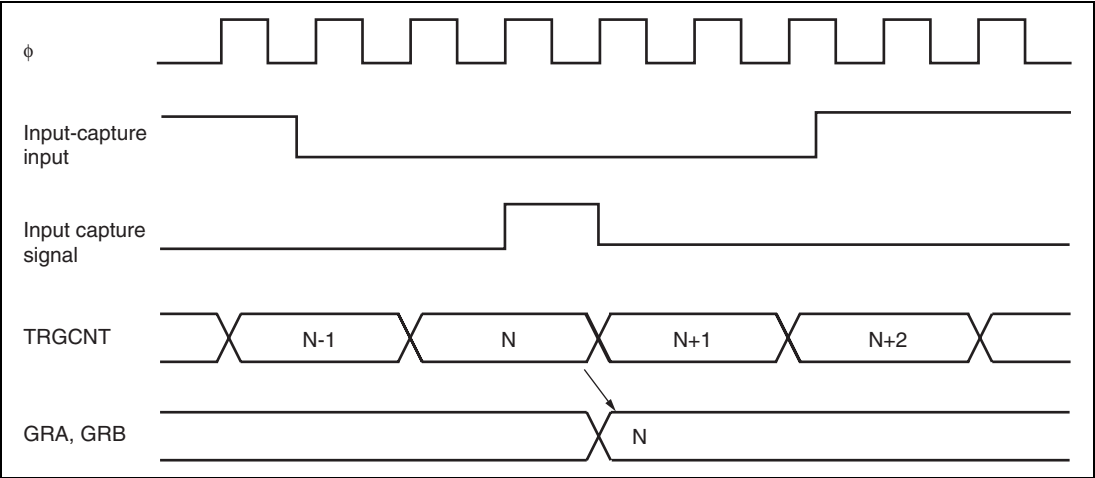 ϕ
Input-capture
input
Input capture
signal
TRGCNT
N-1
N
N+1
N+2
GRA, GRB
N